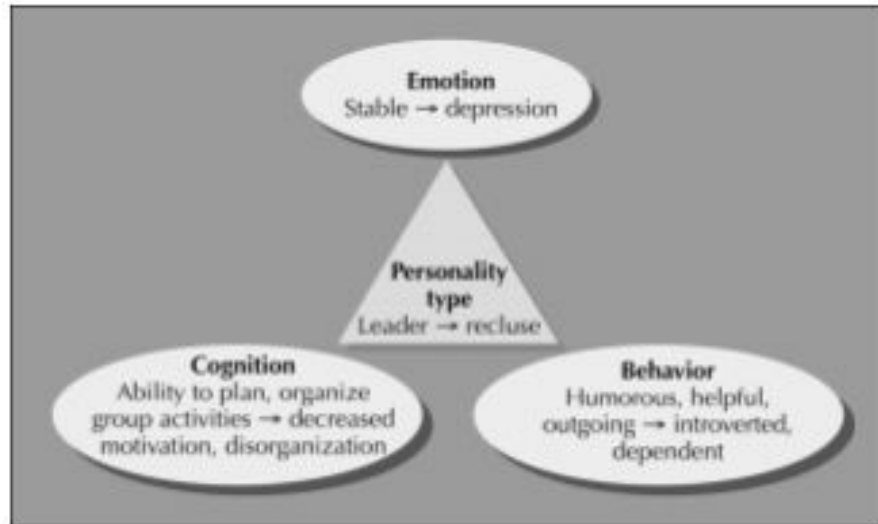 Emotion
Stable → depression
Personality
type
Leader → recluse
Cognition
Ability to plan, organize
group activities → decreased
motivation, disorganization
Behavior
Humorous, helpful,
outgoing → introverted,
dependent